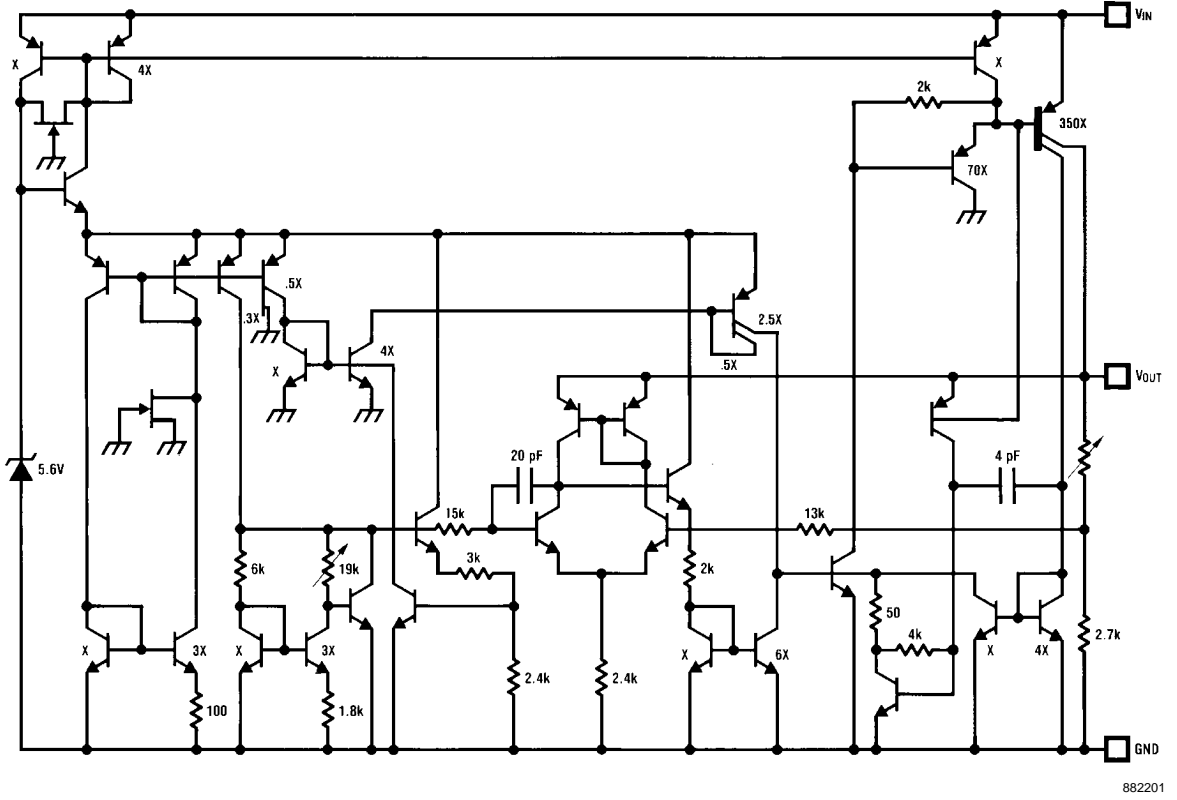 VIN
X
4X
X
2k
350X
70X
.5X
.3X
2.5X
4X
X
.5X
VOUT
5.6V
20 pF
4 pF
15k
13k
3k
6k
19k
2k
50
4k
X
3X
X
3X
X
6X
X
4X
2.7k
2.4k
2.4k
100
1.8k
GND
882201